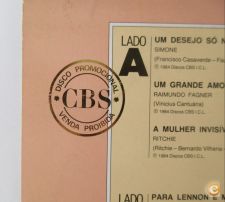 LADO
A
UM DESEJO SÓ N
SIMONE
(Francisco Casaverde - Fa
℗ 1984 Discos CBS I.C.L.
UM GRANDE AMO
RAIMUNDO FAGNER
(Vinicius Cantuária)
℗ 1984 Discos CBS I.C.L.
A MULHER INVISÍV
RITCHIE
(Ritchie - Bernardo Vilhena
℗ 1984 Discos CBS I.C.L.
DISCO PROMOCIONAL
CBS
VENDA PROIBIDA
LADO
PARA LENNON E M